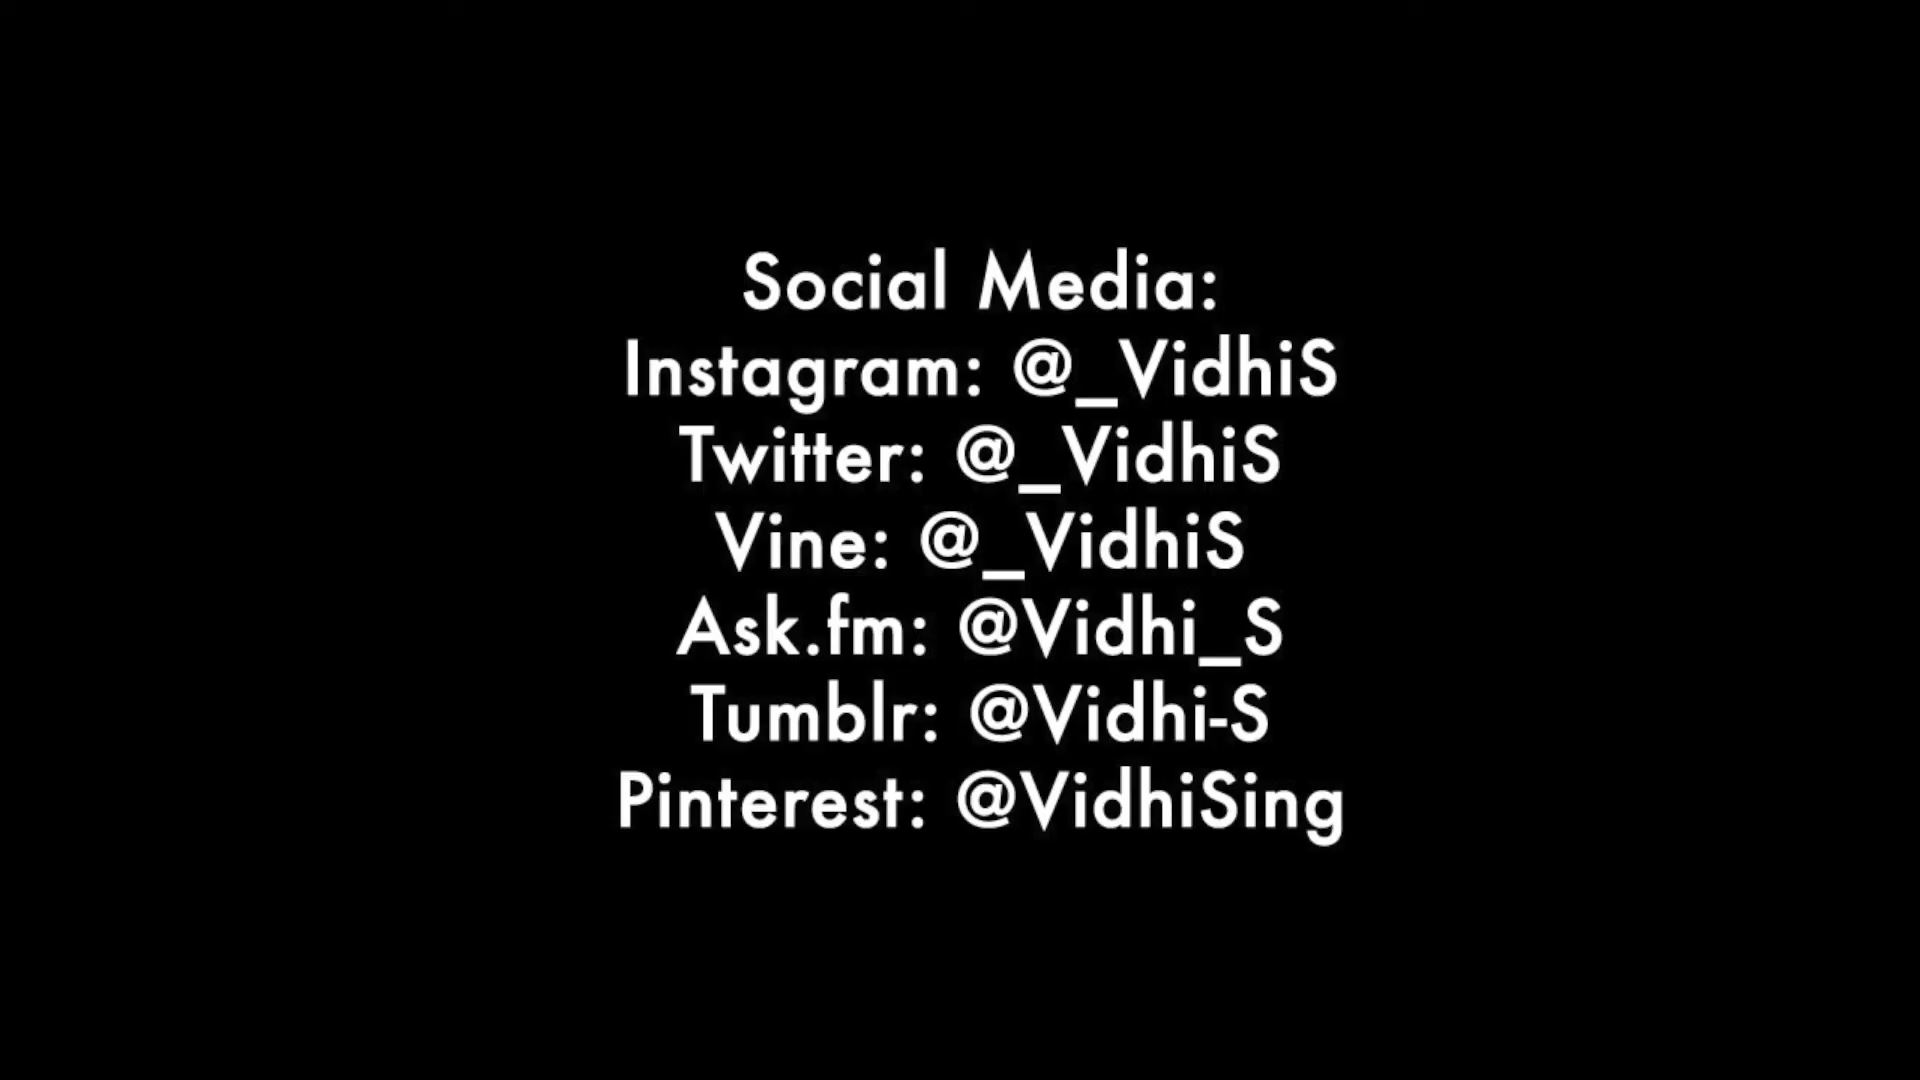 Social Media:
Instagram: @_VidhiS
Twitter: @_VidhiS
Vine: @_VidhiS
Ask.fm: @Vidhi_S
Tumblr: @Vidhi-S
Pinterest: @VidhiSing